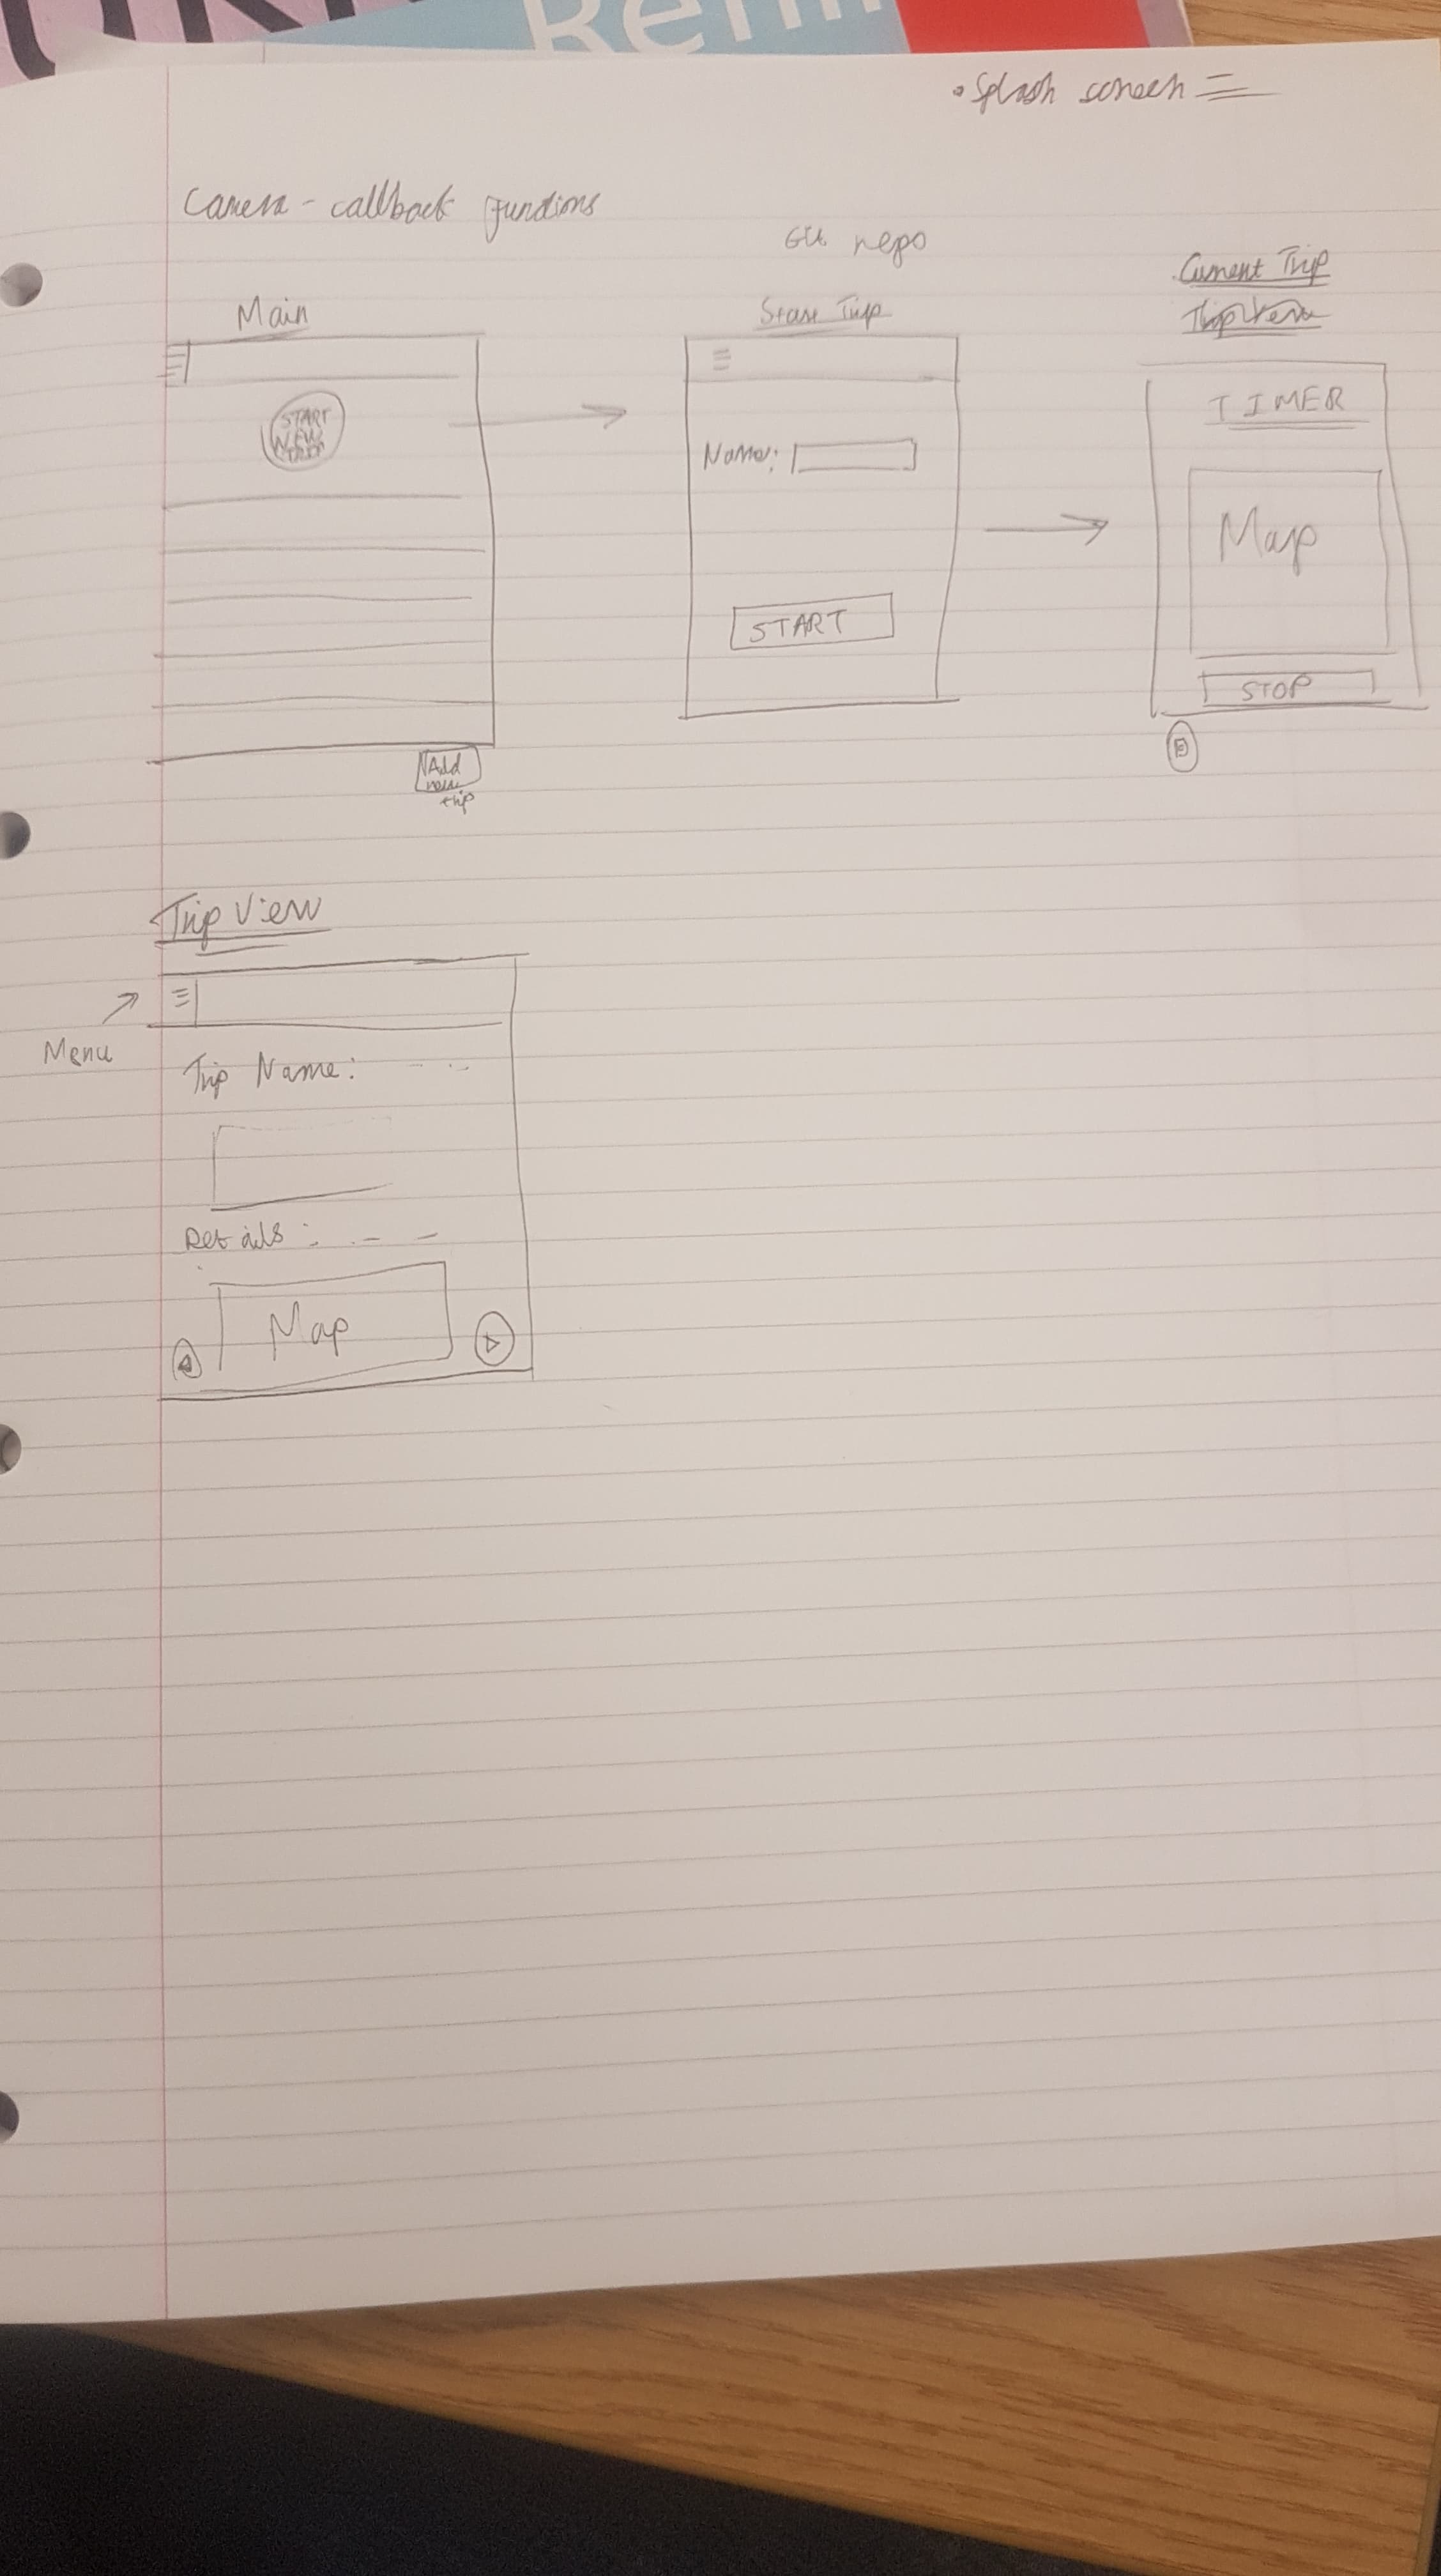 • Splash screen
Camera - callback functions
Git repo
Main
START
NEW
TRIP
Add
new
trip
Start Trip
Name:
START
Current Trip
Trip View
TIMER
Map
STOP
Trip View
Menu
Trip Name:
Details:
Map